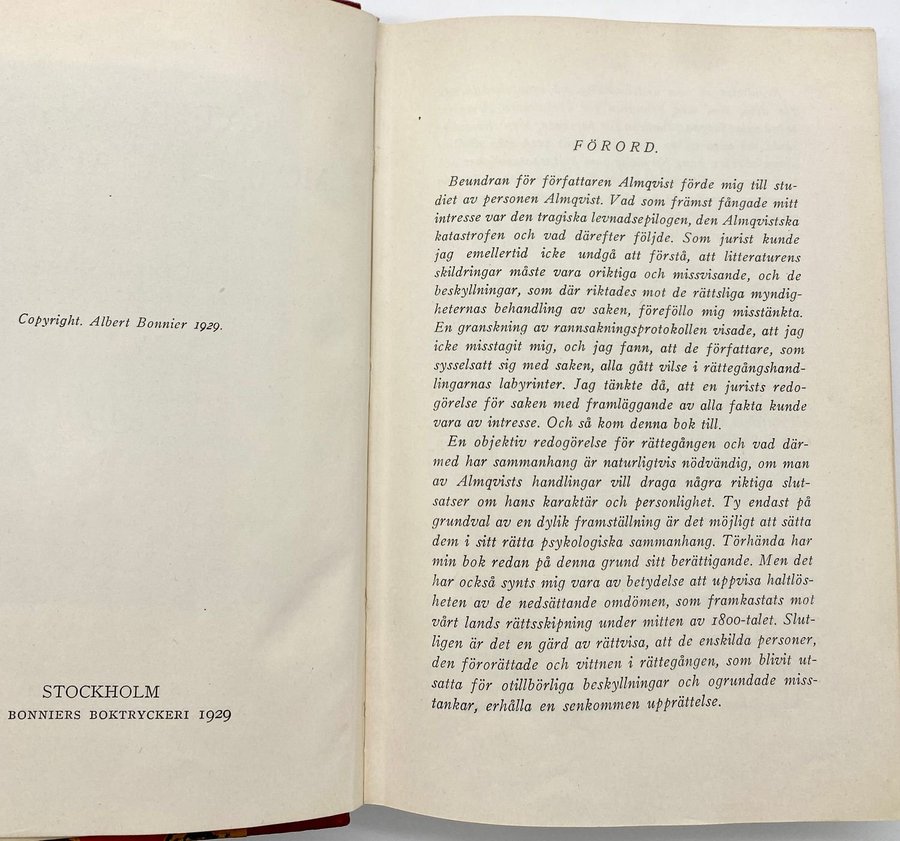 Copyright. Albert Bonnier 1929.
STOCKHOLM
BONNIERS BOKTRYCKERI 1929
FÖRORD.
Beundran för författaren Almqvist förde mig till stu-
diet av personen Almqvist. Vad som främst fångade mitt
intresse var den tragiska levnadsepilogen, den Almqvistska
katastrofen och vad därefter följde. Som jurist kunde
jag emellertid icke undgå att förstå, att litteraturens
skildringar måste vara oriktiga och missvisande, och de
beskyllningar, som där riktades mot de rättsliga myndig-
heternas behandling av saken, föreföllo mig misstänkta.
En granskning av rannsakningsprotokollen visade, att jag
icke misstagit mig, och jag fann, att de författare, som
sysselsatt sig med saken, alla gått vilse i rättegångshand-
lingarnas labyrinter. Jag tänkte då, att en jurists redo-
görelse för saken med framläggande av alla fakta kunde
vara av intresse. Och så kom denna bok till.
En objektiv redogörelse för rättegången och vad där-
med har sammanhang är naturligtvis nödvändig, om man
av Almqvists handlingar vill draga några riktiga slut-
satser om hans karaktär och personlighet. Ty endast på
grundval av en dylik framställning är det möjligt att sätta
dem i sitt rätta psykologiska sammanhang. Törhända har
min bok redan på denna grund sitt berättigande. Men det
har också synts mig vara av betydelse att uppvisa haltlös-
heten av de nedsättande omdömen, som framkastats mot
vårt lands rättsskipning under mitten av 1800-talet. Slut-
ligen är det en gärd av rättvisa, att de enskilda personer,
den förorättade och vittnen i rättegången, som blivit ut-
satta för otillbörliga beskyllningar och ogrundade miss-
tankar, erhålla en senkommen upprättelse.